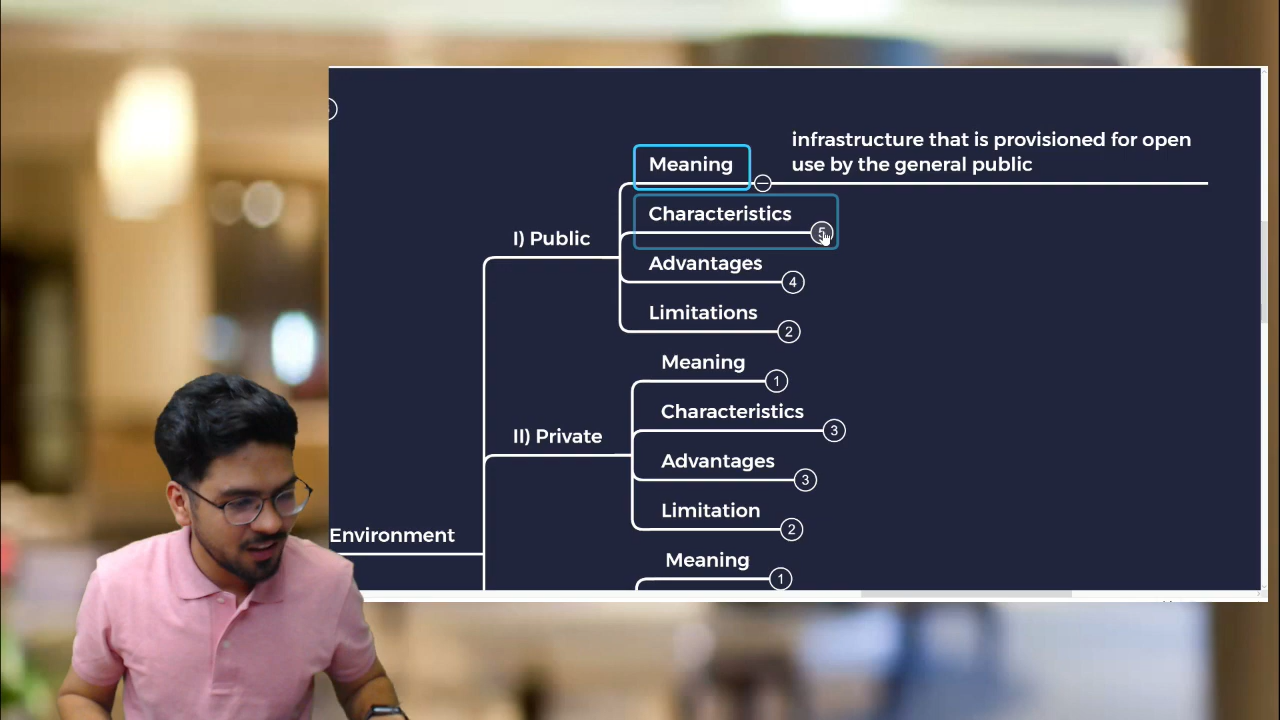 infrastructure that is provisioned for open
use by the general public
Meaning
Characteristics
5
I) Public
Advantages
4
Limitations
2
Meaning
1
Characteristics
3
II) Private
Advantages
3
Limitation
2
Environment
Meaning
1